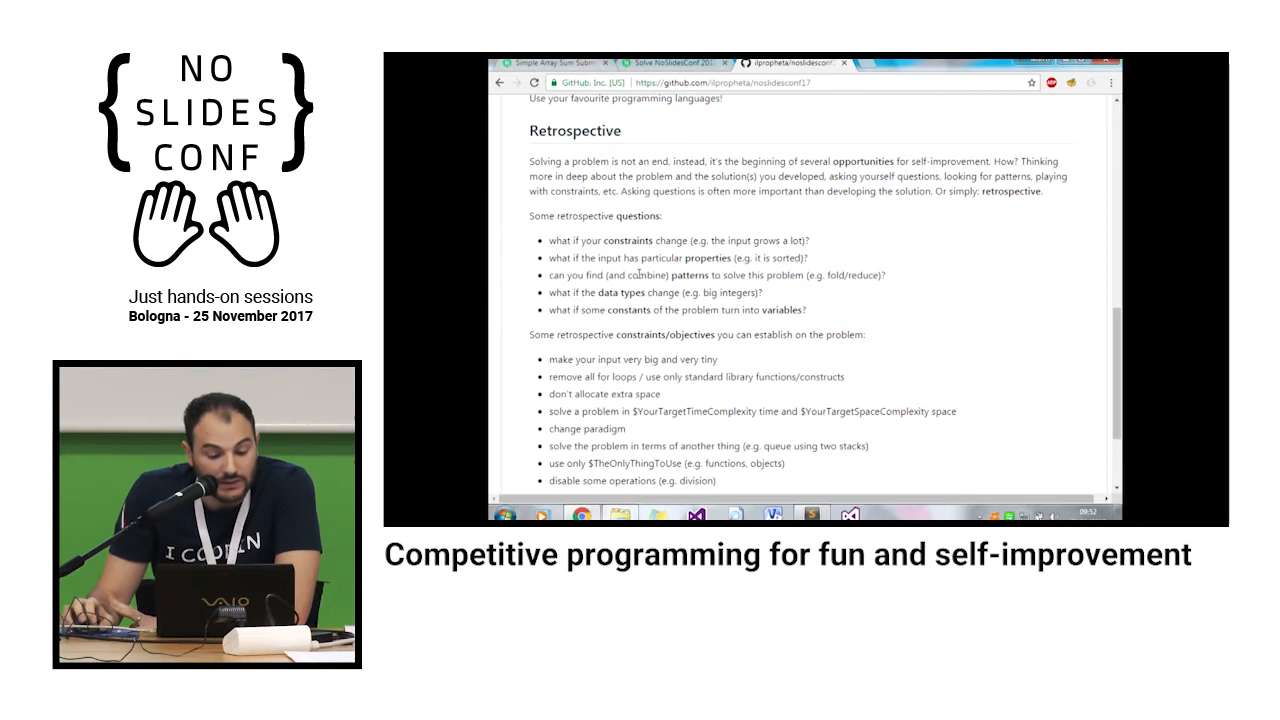 NO
SLIDES
CONF
Just hands-on sessions
Bologna - 25 November 2017
Simple Array Sum Subm
Solve NoSlidesConf 201
ilpropheta/noslidesconf
GitHub, Inc. [US]
https://github.com/ilpropheta/noslidesconf17
Use your favourite programming languages!
Retrospective
Solving a problem is not an end, instead, it's the beginning of several opportunities for self-improvement. How? Thinking
more in deep about the problem and the solution(s) you developed, asking yourself questions, looking for patterns, playing
with constraints, etc. Asking questions is often more important than developing the solution. Or simply: retrospective.
Some retrospective questions:
what if your constraints change (e.g. the input grows a lot)?
what if the input has particular properties (e.g. it is sorted)?
can you find (and combine) patterns to solve this problem (e.g. fold/reduce)?
what if the data types change (e.g. big integers)?
what if some constants of the problem turn into variables?
Some retrospective constraints/objectives you can establish on the problem:
make your input very big and very tiny
remove all for loops / use only standard library functions/constructs
don't allocate extra space
solve a problem in $YourTargetTimeComplexity time and $YourTargetSpaceComplexity space
change paradigm
solve the problem in terms of another thing (e.g. queue using two stacks)
use only $TheOnlyThingToUse (e.g. functions, objects)
disable some operations (e.g. division)
09:52
VAIO
Competitive programming for fun and self-improvement